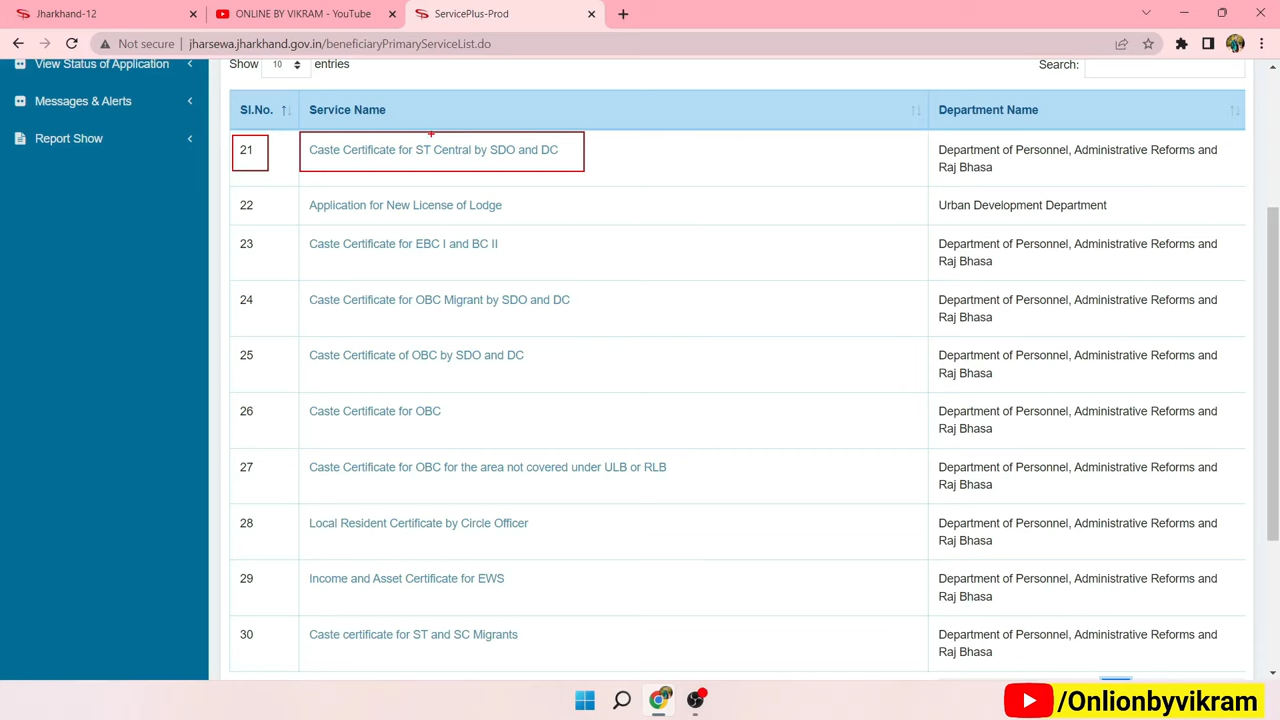 Jharkhand-12
ONLINE BY VIKRAM - YouTube
ServicePlus-Prod
Not secure
jharsewa.jharkhand.gov.in/beneficiaryPrimaryServiceList.do
View Status of Application
Messages & Alerts
Report Show
Show 10 entries
Search:
Sl.No. Service Name Department Name
21 Caste Certificate for ST Central by SDO and DC Department of Personnel, Administrative Reforms and
Raj Bhasa
22 Application for New License of Lodge Urban Development Department
23 Caste Certificate for EBC I and BC II Department of Personnel, Administrative Reforms and
Raj Bhasa
24 Caste Certificate for OBC Migrant by SDO and DC Department of Personnel, Administrative Reforms and
Raj Bhasa
25 Caste Certificate of OBC by SDO and DC Department of Personnel, Administrative Reforms and
Raj Bhasa
26 Caste Certificate for OBC Department of Personnel, Administrative Reforms and
Raj Bhasa
27 Caste Certificate for OBC for the area not covered under ULB or RLB Department of Personnel, Administrative Reforms and
Raj Bhasa
28 Local Resident Certificate by Circle Officer Department of Personnel, Administrative Reforms and
Raj Bhasa
29 Income and Asset Certificate for EWS Department of Personnel, Administrative Reforms and
Raj Bhasa
30 Caste certificate for ST and SC Migrants Department of Personnel, Administrative Reforms and
Raj Bhasa
/Onlionbyvikram